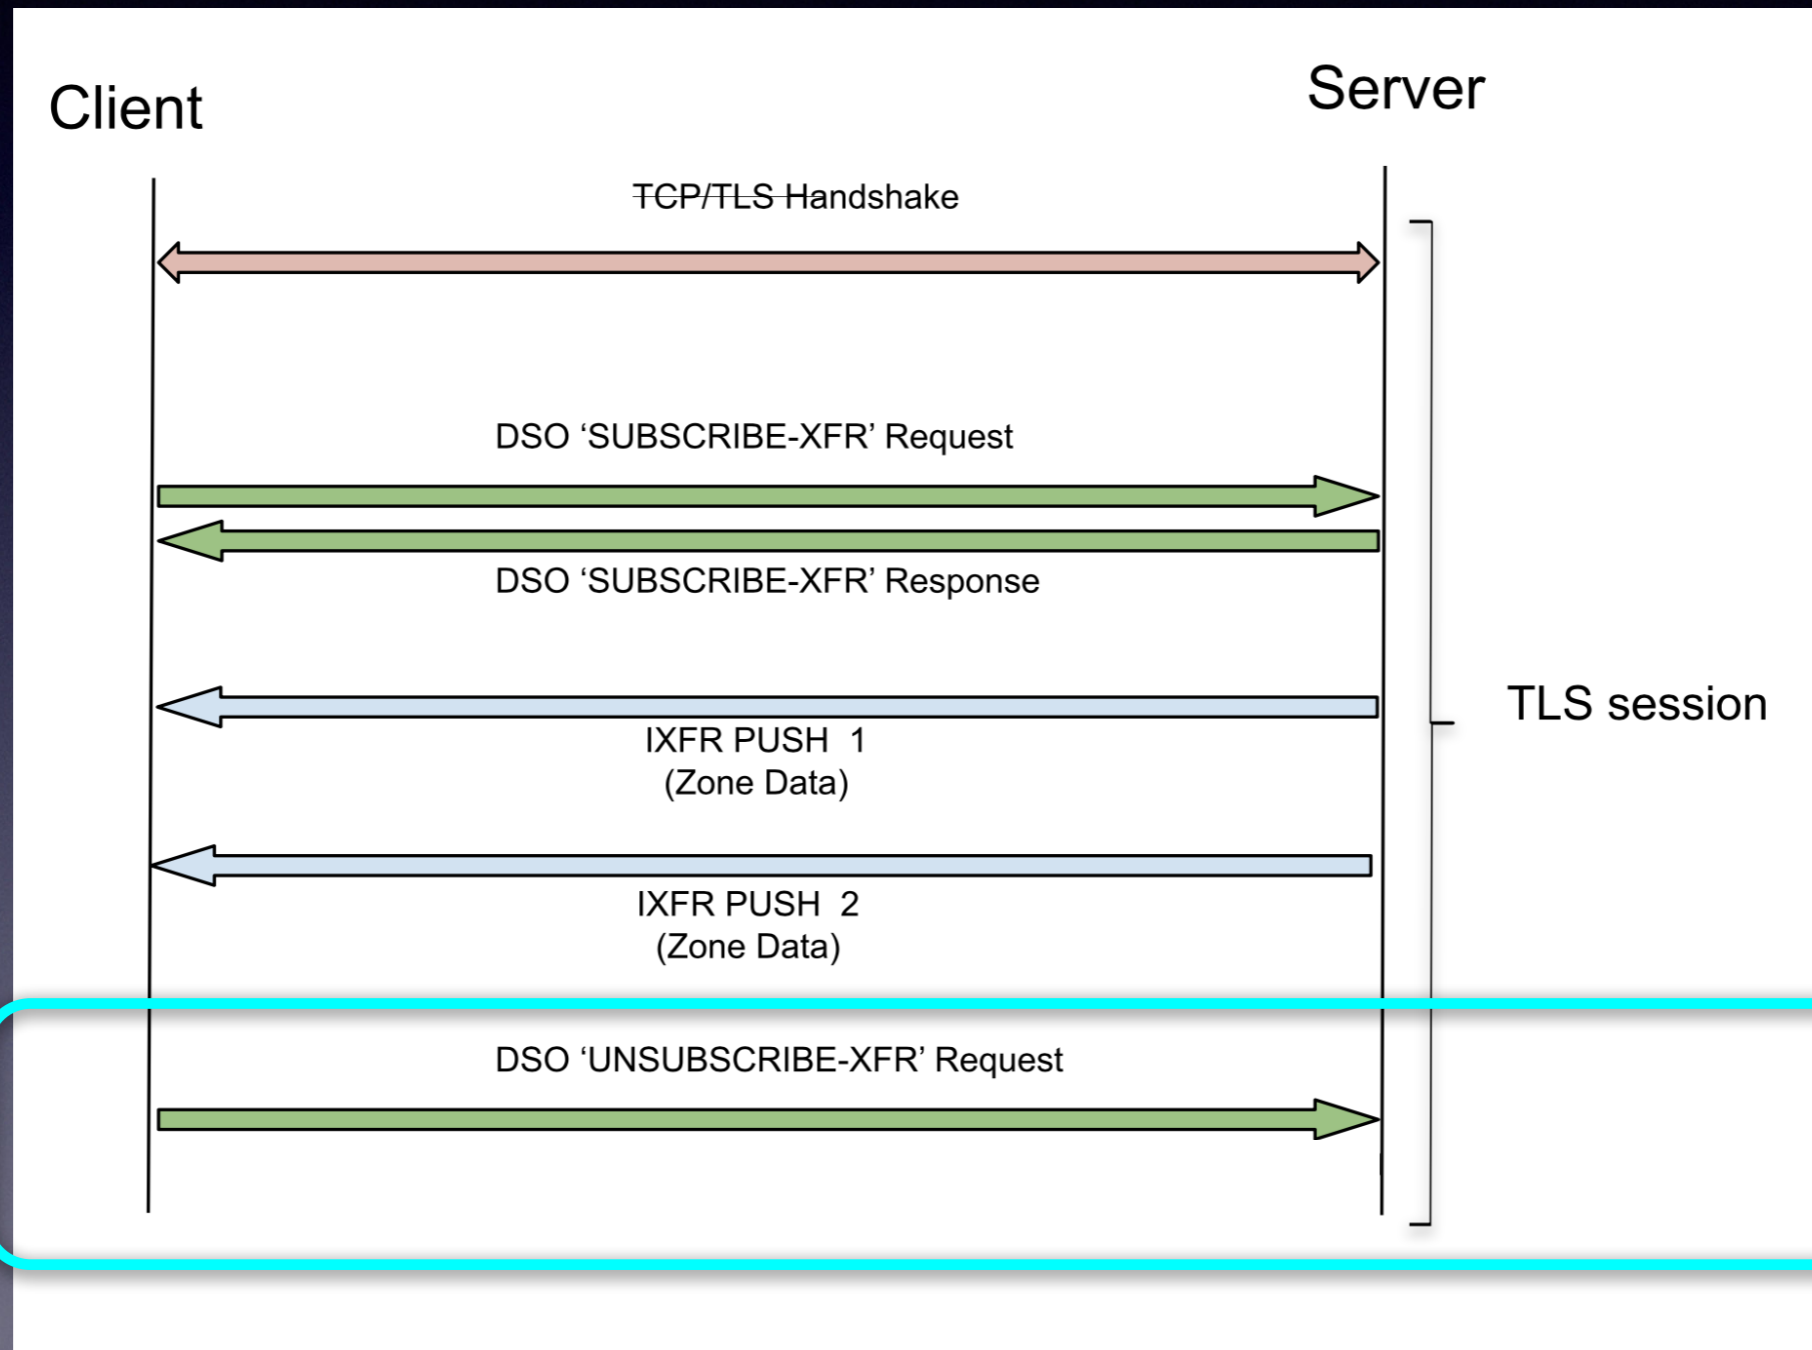 Client
Server
TCP/TLS Handshake
DSO ‘SUBSCRIBE-XFR’ Request
DSO ‘SUBSCRIBE-XFR’ Response
IXFR PUSH  1
(Zone Data)
TLS session
IXFR PUSH  2
(Zone Data)
DSO ‘UNSUBSCRIBE-XFR’ Request